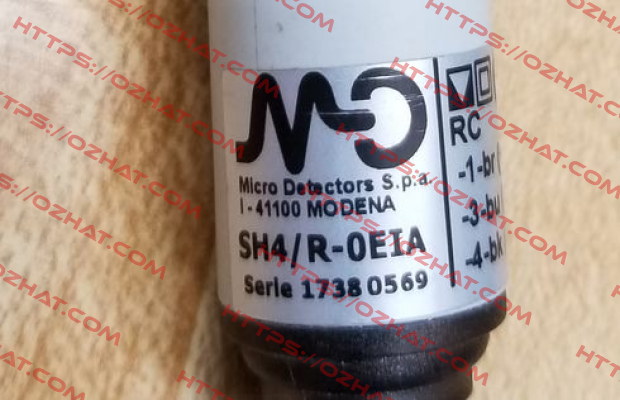 MD
Micro Detectors S.p.a.
I - 41100 MODENA
SH4/R-0EIA
Serie 1738 0569
RC
-1-br
-3-bu
-4-bk
HTTPS://OZHAT.COM